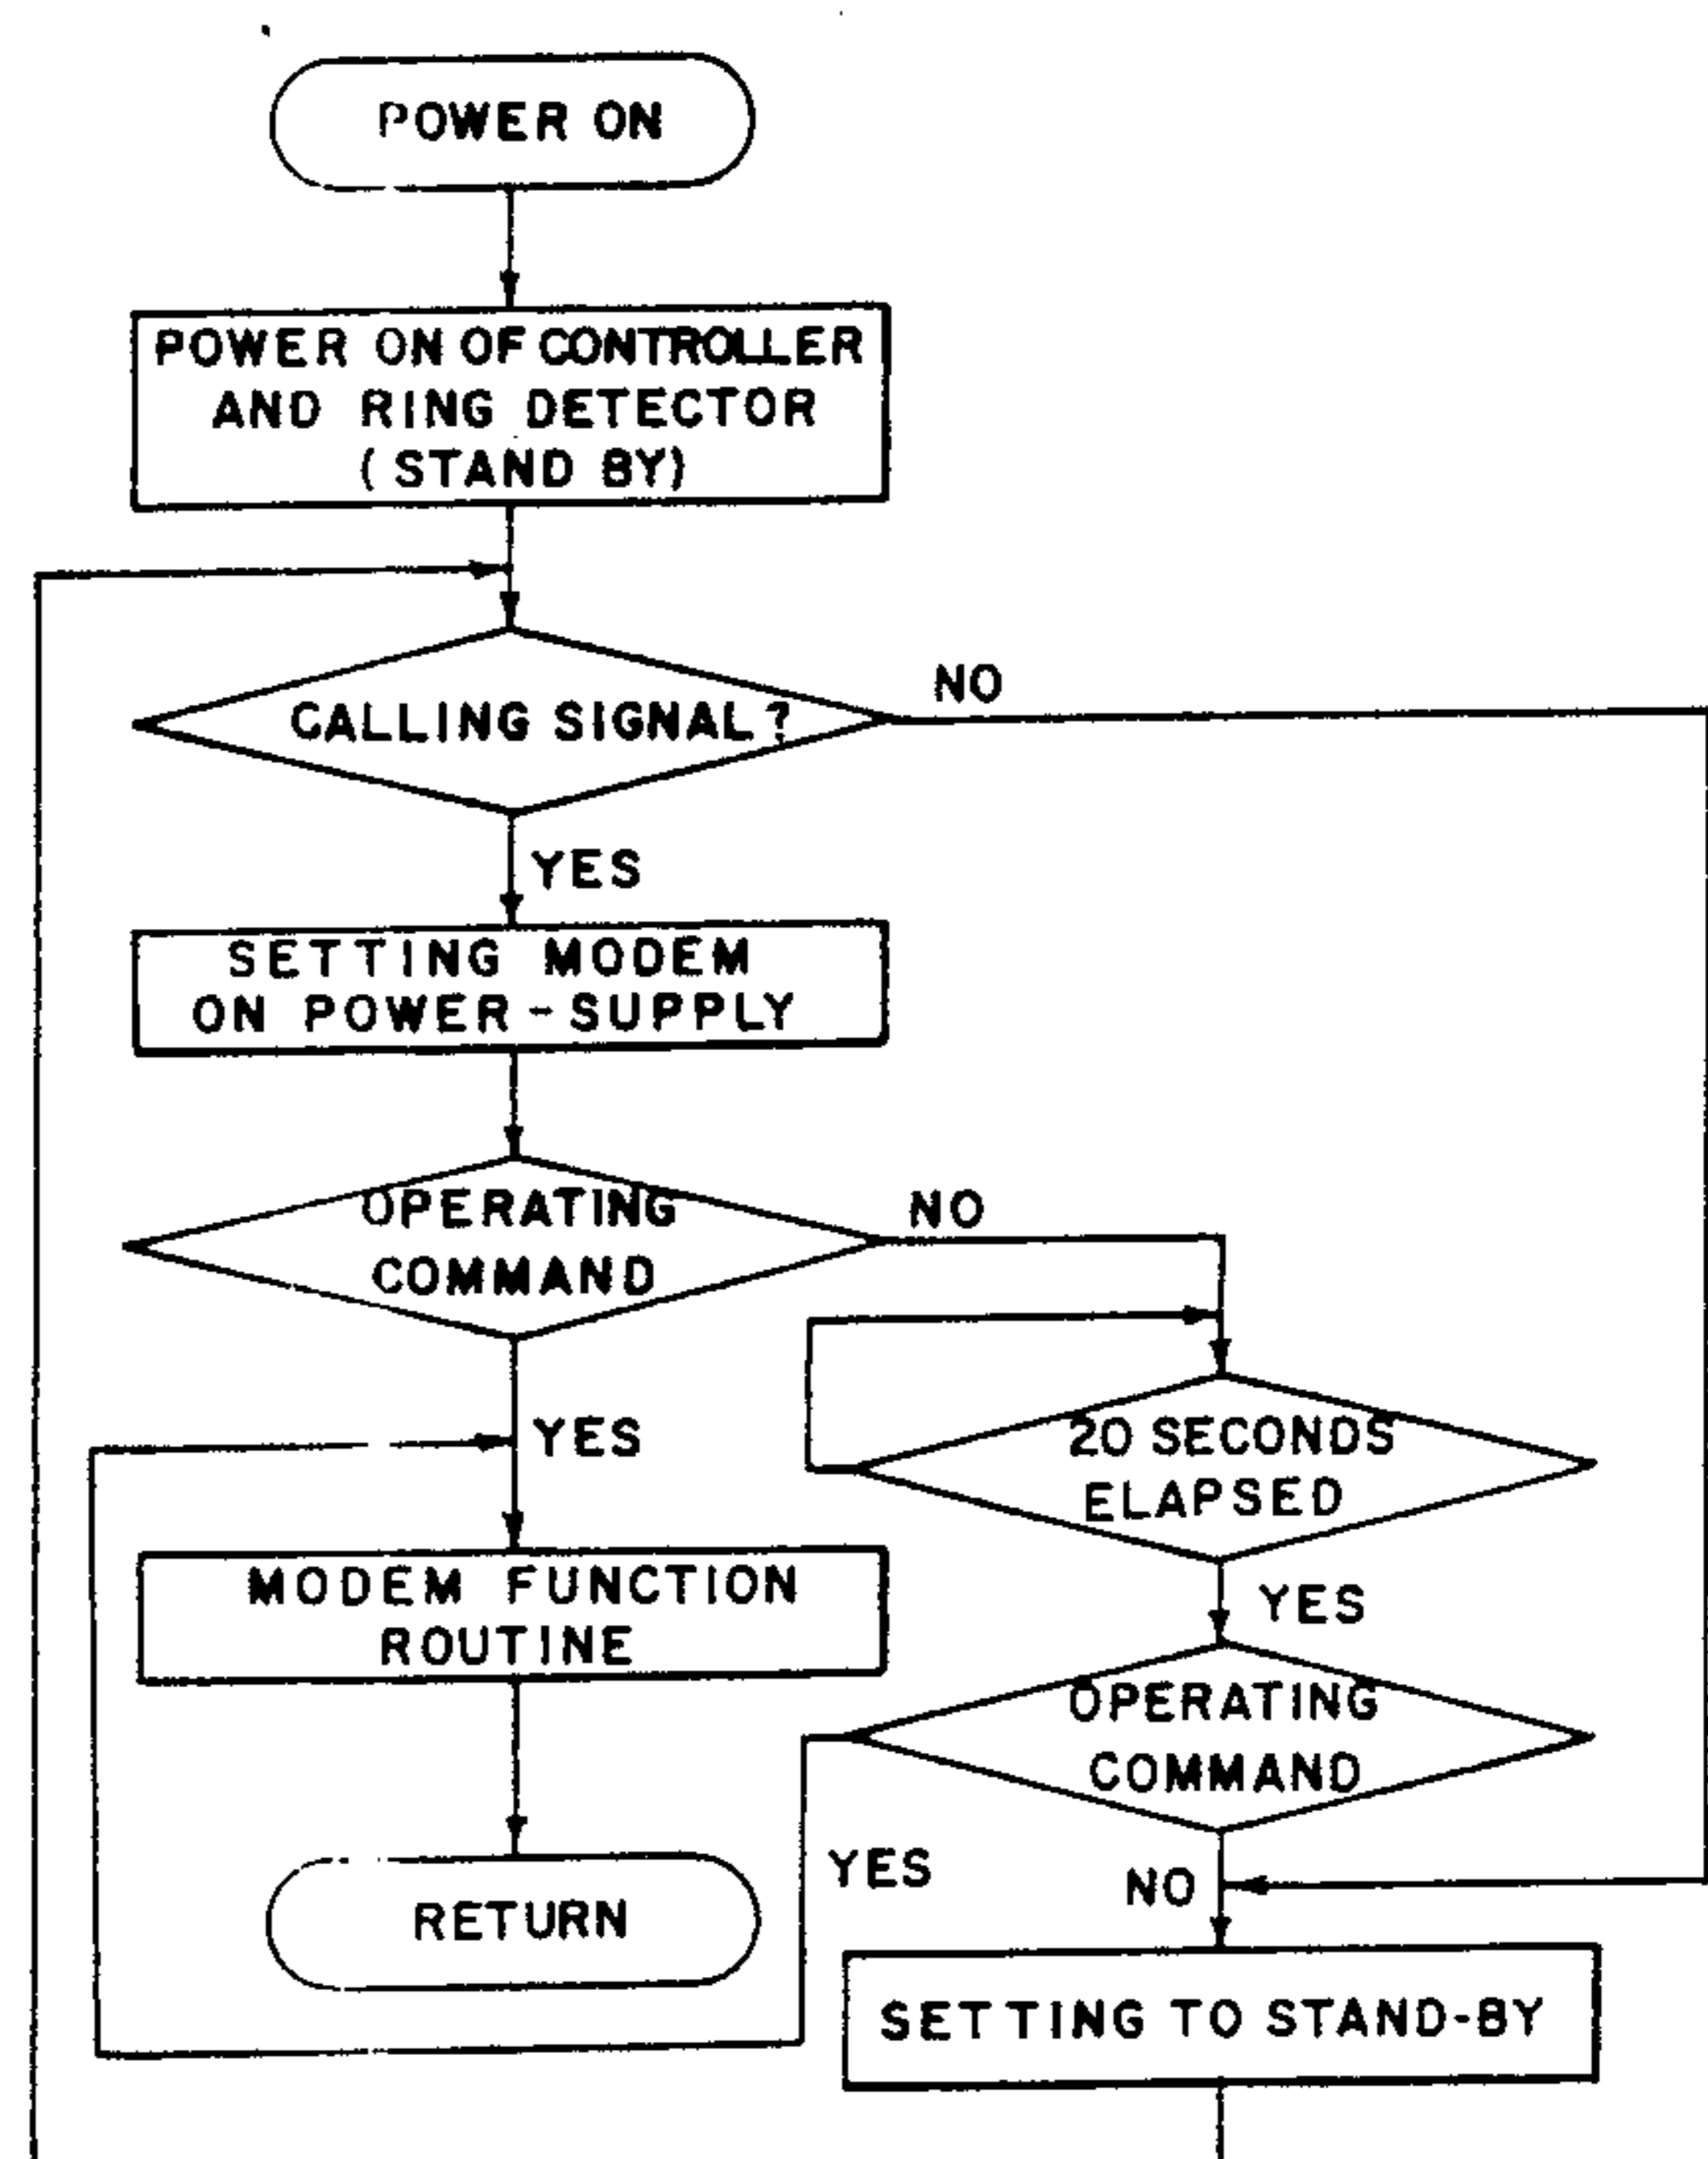 POWER ON
POWER ON OF CONTROLLER
AND RING DETECTOR
(STAND BY)
CALLING SIGNAL?
NO
YES
SETTING MODEM
ON POWER-SUPPLY
OPERATING
COMMAND
NO
YES
20 SECONDS
ELAPSED
YES
MODEM FUNCTION
ROUTINE
OPERATING
COMMAND
YES
NO
RETURN
SETTING TO STAND-BY